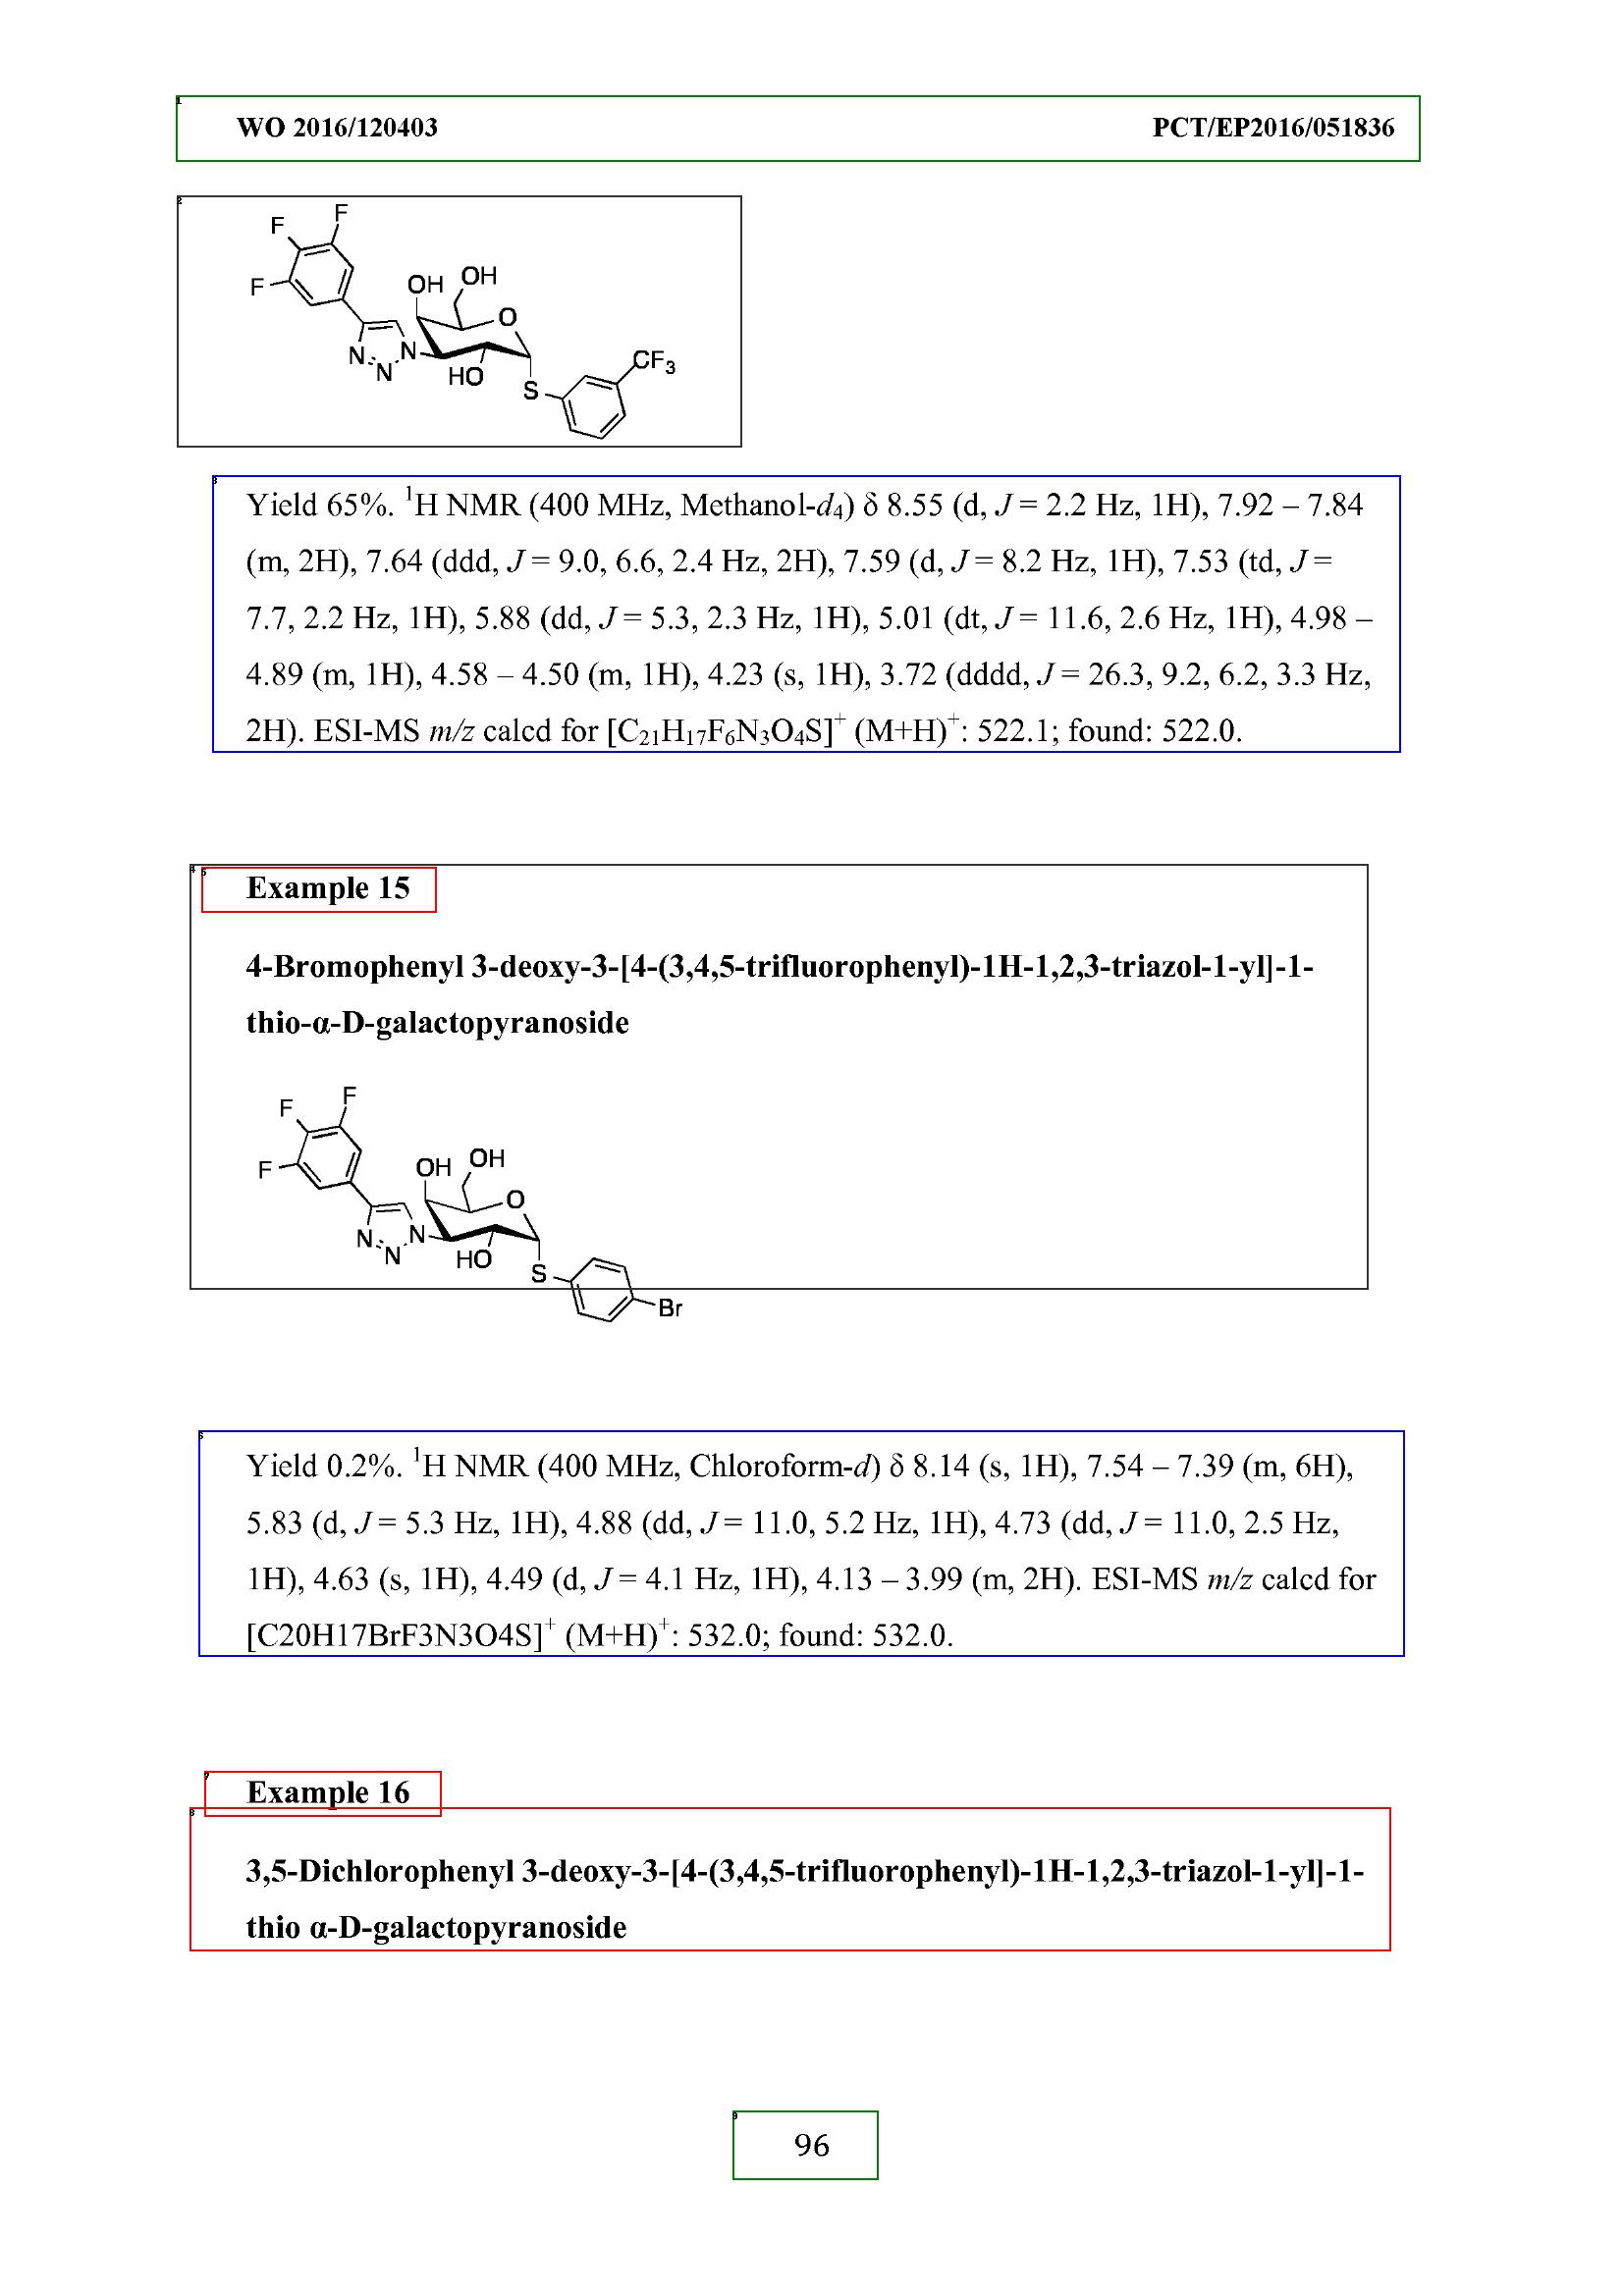 WO 2016/120403 PCT/EP2016/051836
F
F
F
OH
OH
O
N
N
N
HO
S
CF3
Yield 65%. ¹H NMR (400 MHz, Methanol-d₄) δ 8.55 (d, J = 2.2 Hz, 1H), 7.92 – 7.84
(m, 2H), 7.64 (ddd, J = 9.0, 6.6, 2.4 Hz, 2H), 7.59 (d, J = 8.2 Hz, 1H), 7.53 (td, J =
7.7, 2.2 Hz, 1H), 5.88 (dd, J = 5.3, 2.3 Hz, 1H), 5.01 (dt, J = 11.6, 2.6 Hz, 1H), 4.98 –
4.89 (m, 1H), 4.58 – 4.50 (m, 1H), 4.23 (s, 1H), 3.72 (dddd, J = 26.3, 9.2, 6.2, 3.3 Hz,
2H). ESI-MS m/z calcd for [C₂₁H₁₇F₆N₃O₄S]⁺ (M+H)⁺: 522.1; found: 522.0.
Example 15
4-Bromophenyl 3-deoxy-3-[4-(3,4,5-trifluorophenyl)-1H-1,2,3-triazol-1-yl]-1-
thio-α-D-galactopyranoside
F
F
F
OH
OH
O
N
N
N
HO
S
Br
Yield 0.2%. ¹H NMR (400 MHz, Chloroform-d) δ 8.14 (s, 1H), 7.54 – 7.39 (m, 6H),
5.83 (d, J = 5.3 Hz, 1H), 4.88 (dd, J = 11.0, 5.2 Hz, 1H), 4.73 (dd, J = 11.0, 2.5 Hz,
1H), 4.63 (s, 1H), 4.49 (d, J = 4.1 Hz, 1H), 4.13 – 3.99 (m, 2H). ESI-MS m/z calcd for
[C20H17BrF3N3O4S]⁺ (M+H)⁺: 532.0; found: 532.0.
Example 16
3,5-Dichlorophenyl 3-deoxy-3-[4-(3,4,5-trifluorophenyl)-1H-1,2,3-triazol-1-yl]-1-
thio α-D-galactopyranoside
96